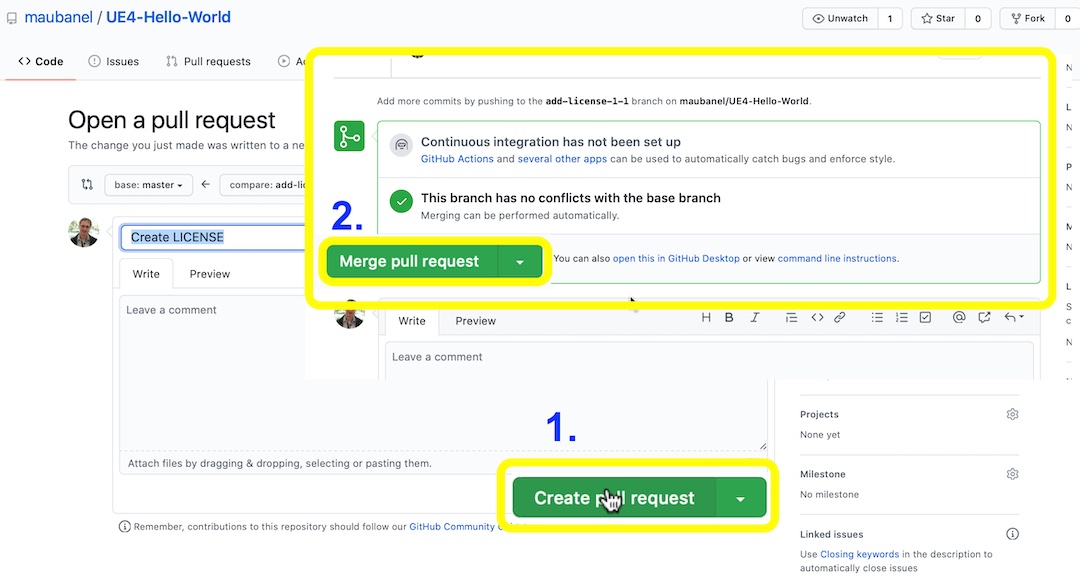 maubanel / UE4-Hello-World
Unwatch 1
Star 0
Fork 0
Code
Issues
Pull requests
Open a pull request
The change you just made was written to a
base: master
compare:
Create LICENSE
Write
Preview
Leave a comment
Add more commits by pushing to the add-license-1-1 branch on maubanel/UE4-Hello-World.
Continuous integration has not been set up
GitHub Actions and several other apps can be used to automatically catch bugs and enforce style.
This branch has no conflicts with the base branch
Merging can be performed automatically.
2.
Merge pull request
You can also open this in GitHub Desktop or view command line instructions.
Write
Preview
Leave a comment
1.
Attach files by dragging & dropping, selecting or pasting them.
Create pull request
Remember, contributions to this repository should follow our GitHub Community
Projects
None yet
Milestone
No milestone
Linked issues
Use Closing keywords in the description to
automatically close issues